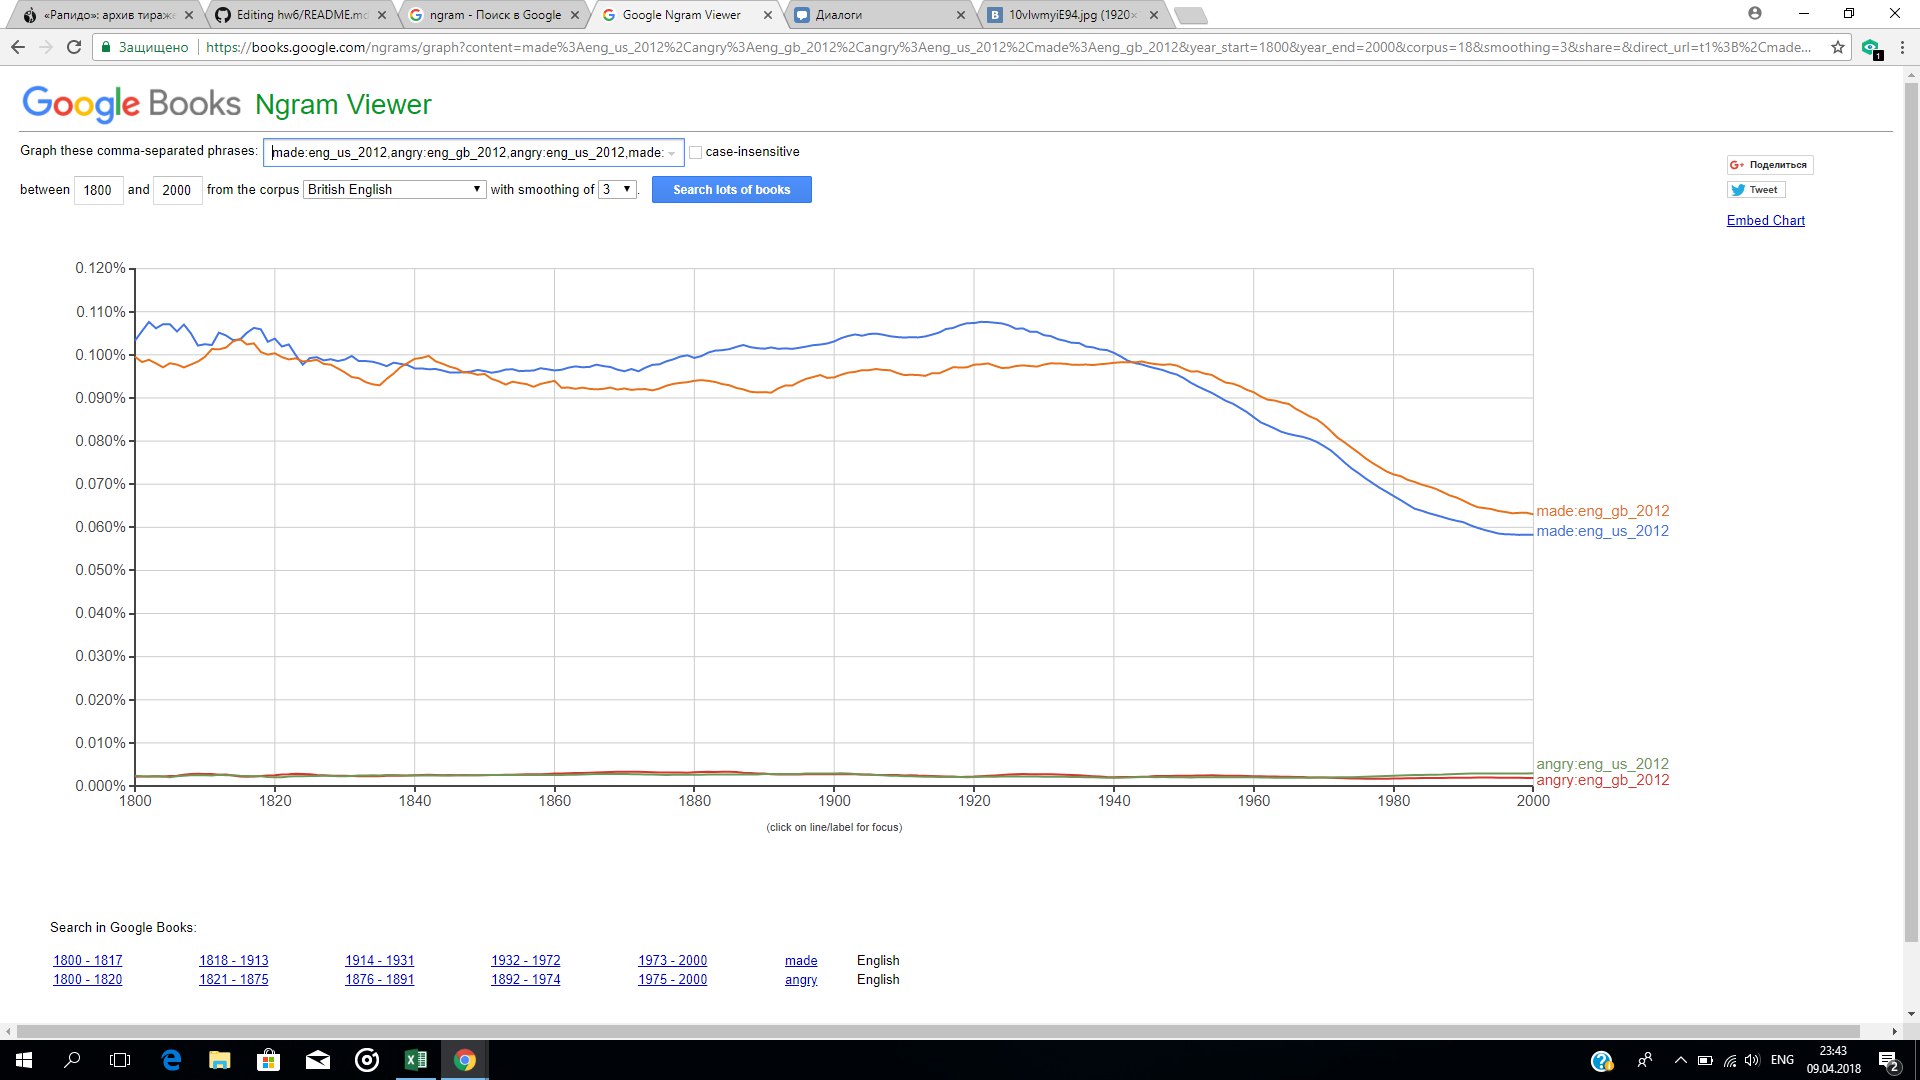 «Рапидо»: архив тираже
Editing hw6/README.md
ngram - Поиск в Google
Google Ngram Viewer
Диалоги
10vlwmyiE94.jpg (1920×
Защищено
https://books.google.com/ngrams/graph?content=made%3Aeng_us_2012%2Cangry%3Aeng_gb_2012%2Cangry%3Aeng_us_2012%2Cmade%3Aeng_gb_2012&year_start=1800&year_end=2000&corpus=18&smoothing=3&share=&direct_url=t1%3B%2Cmade...
1
Google Books Ngram Viewer
Graph these comma-separated phrases: made:eng_us_2012,angry:eng_gb_2012,angry:eng_us_2012,made: case-insensitive
between 1800 and 2000 from the corpus British English with smoothing of 3 . Search lots of books
G+ Поделиться
Tweet
Embed Chart
0.120%
0.110%
0.100%
0.090%
0.080%
0.070%
0.060%
0.050%
0.040%
0.030%
0.020%
0.010%
0.000%
made:eng_gb_2012
made:eng_us_2012
angry:eng_us_2012
angry:eng_gb_2012
1800 1820 1840 1860 1880 1900 1920 1940 1960 1980 2000
(click on line/label for focus)
Search in Google Books:
1800 - 1817 1818 - 1913 1914 - 1931 1932 - 1972 1973 - 2000 made English
1800 - 1820 1821 - 1875 1876 - 1891 1892 - 1974 1975 - 2000 angry English
ENG
23:43
09.04.2018
2